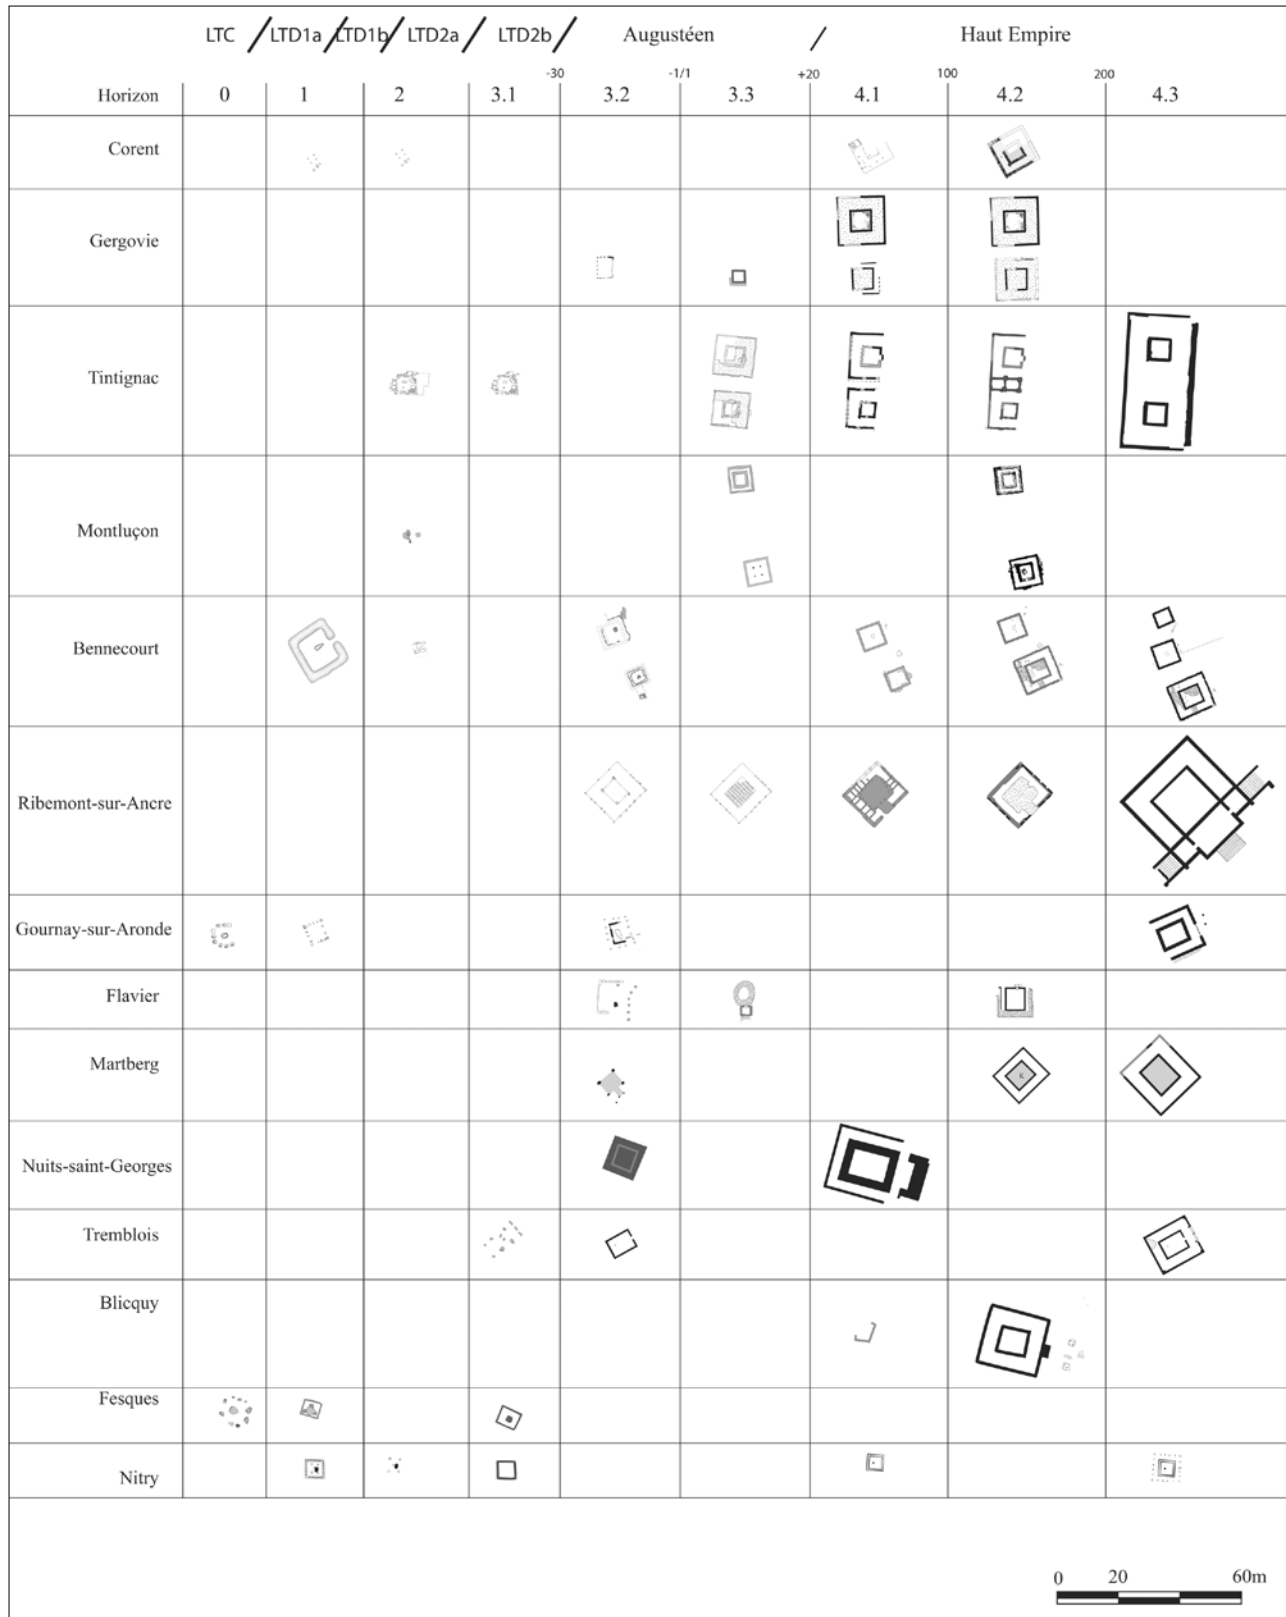 LTC / LTD1a / LTD1b / LTD2a / LTD2b / Augustéen / Haut Empire
-30 -1/1 +20 100 200
Horizon 0 1 2 3.1 3.2 3.3 4.1 4.2 4.3
Corent
Gergovie
Tintignac
Montluçon
Bennecourt
Ribemont-sur-Ancre
Gournay-sur-Aronde
Flavier
Martberg
K
Nuits-saint-Georges
Tremblois
Blicquy
Fesques
Nitry
0 20 60m